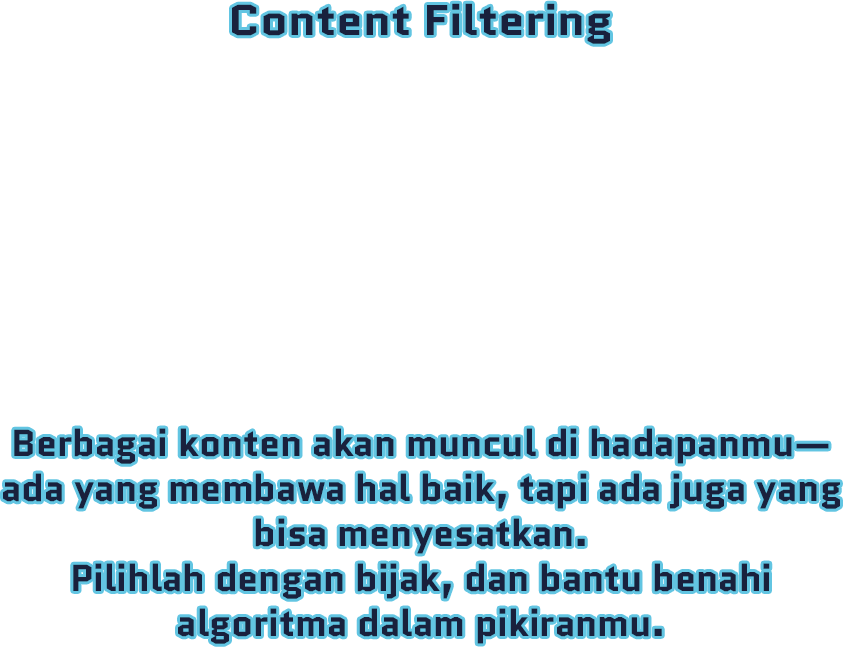 Content Filtering
Berbagai konten akan muncul di hadapanmu—
ada yang membawa hal baik, tapi ada juga yang
bisa menyesatkan.
Pilihlah dengan bijak, dan bantu benahi
algoritma dalam pikiranmu.